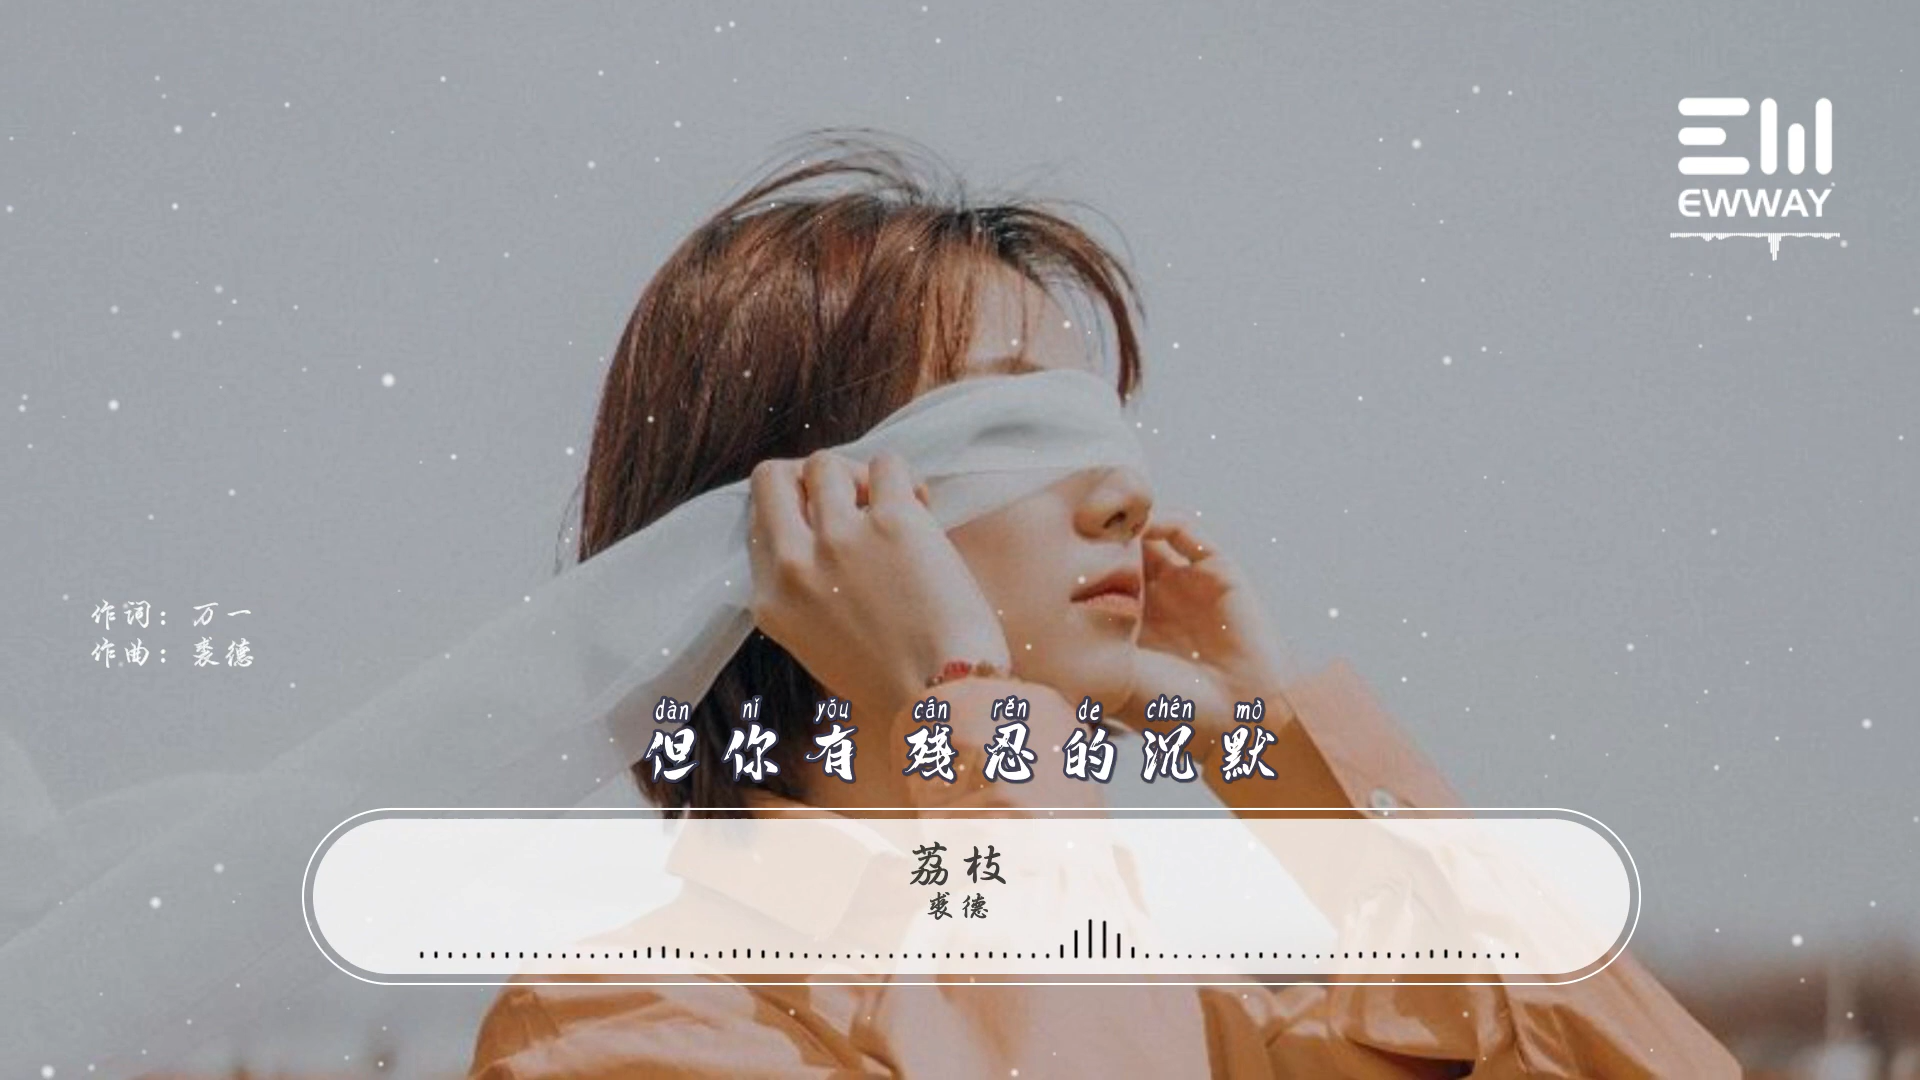 EWWAY
作词：万一
作曲：裘德
dàn nǐ yǒu cán rěn de chén mò
但你有 残忍的沉默
荔枝
裘德